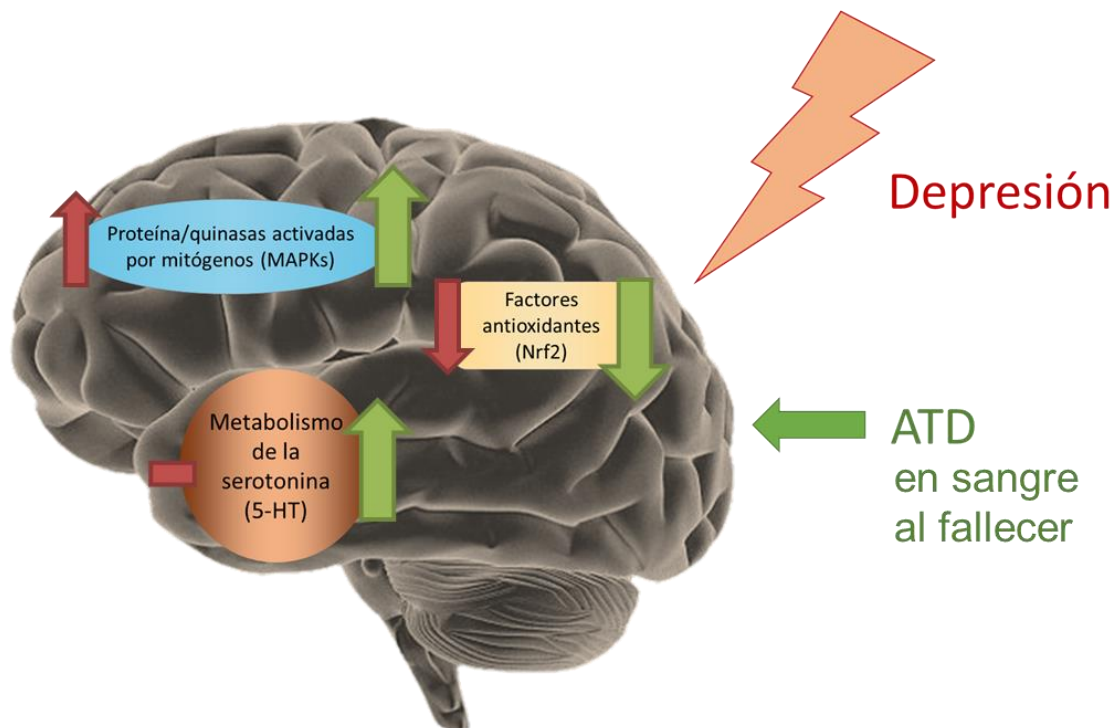 Depresión
Proteína/quinasas activadas
por mitógenos (MAPKs)
Factores
antioxidantes
(Nrf2)
Metabolismo
de la
serotonina
(5-HT)
ATD
en sangre
al fallecer